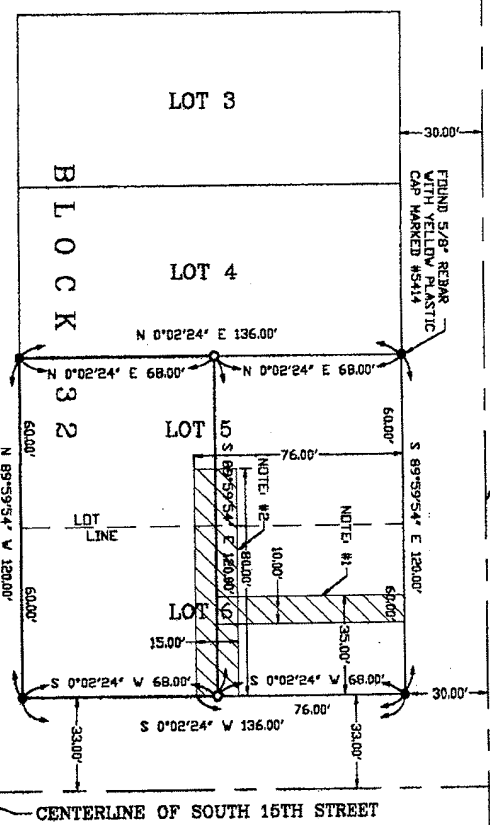 LOT 3
30.00'
FOUND 5/8" REBAR
WITH YELLOW PLASTIC
CAP MARKED #5414
BLOCK 32
LOT 4
N 0°02'24" E 136.00'
N 0°02'24" E 68.00'
N 0°02'24" E 68.00'
60.00'
LOT 5
60.00'
76.00'
S 89°59'54" E 120.00'
S 89°59'54" E 120.00'
NOTE: #2
80.00'
N 89°59'54" W 120.00'
LOT
LINE
NOTE: #1
10.00'
60.00'
LOT 6
60.00'
35.00'
15.00'
S 0°02'24" W 68.00'
S 0°02'24" W 68.00'
30.00'
76.00'
S 0°02'24" W 136.00'
33.00'
33.00'
CENTERLINE OF SOUTH 15TH STREET